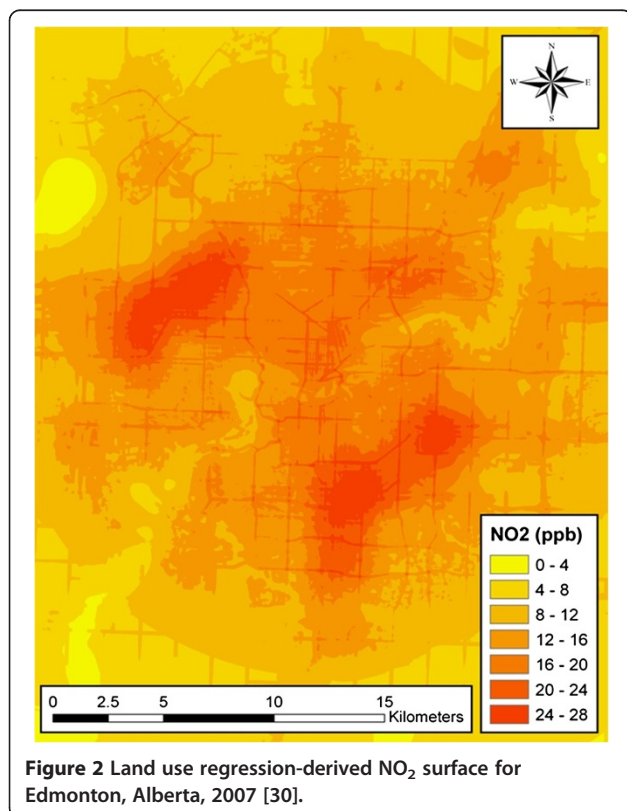 N
W E
S
NO2 (ppb)
0 - 4
4 - 8
8 - 12
12 - 16
16 - 20
20 - 24
24 - 28
0 2.5 5 10 15
Kilometers
Figure 2 Land use regression-derived NO₂ surface for
Edmonton, Alberta, 2007 [30].